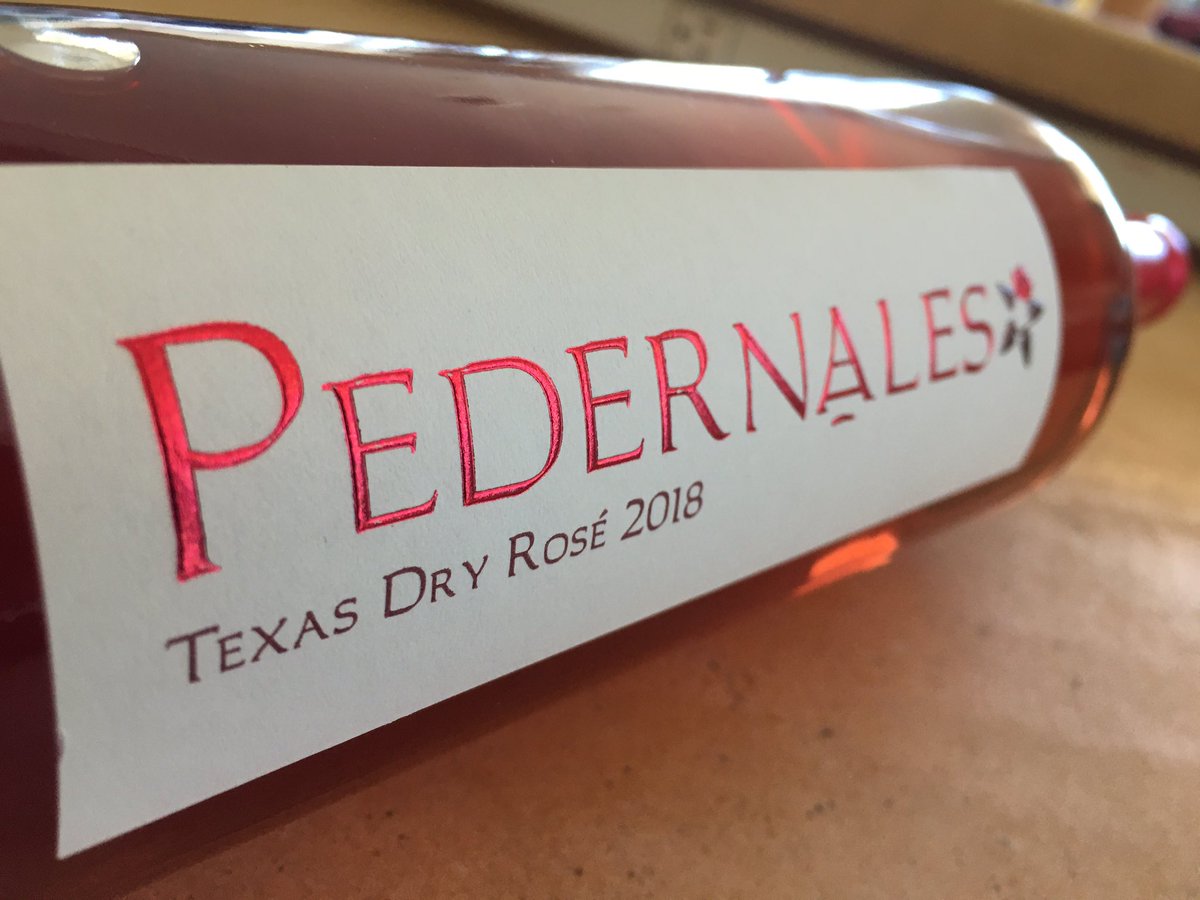 PEDERNALES
TEXAS DRY ROSÉ 2018